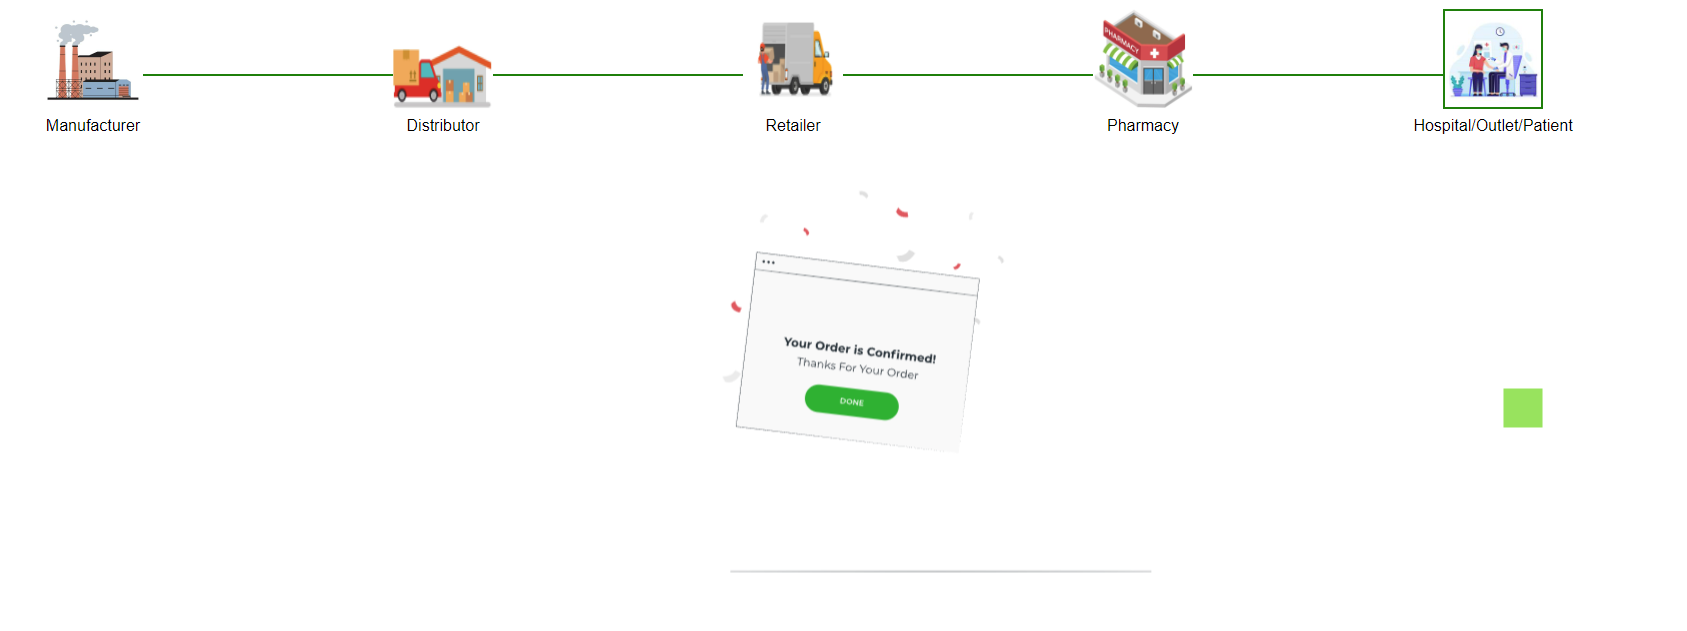 PHARMACY
Manufacturer
Distributor
Retailer
Pharmacy
Hospital/Outlet/Patient
Your Order is Confirmed!
Thanks For Your Order
DONE